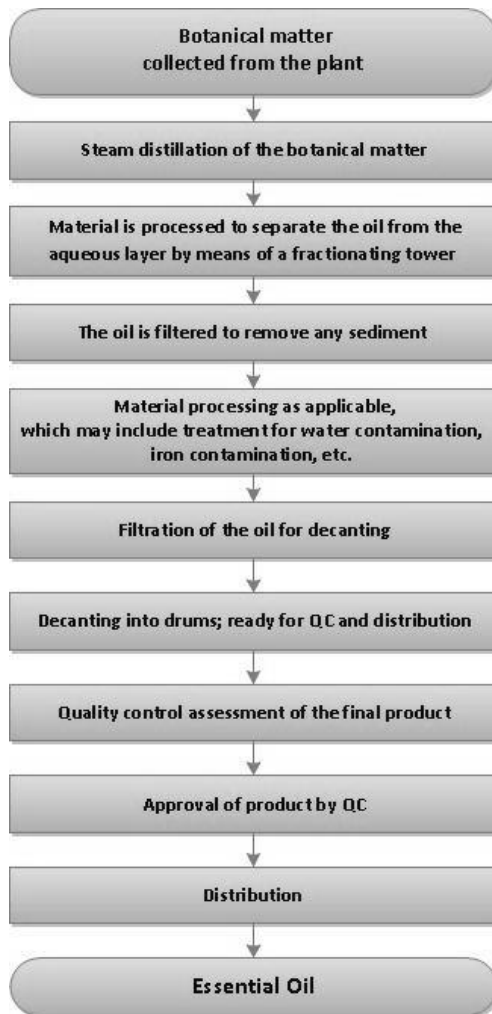 Botanical matter
collected from the plant
Steam distillation of the botanical matter
Material is processed to separate the oil from the
aqueous layer by means of a fractionating tower
The oil is filtered to remove any sediment
Material processing as applicable,
which may include treatment for water contamination,
iron contamination, etc.
Filtration of the oil for decanting
Decanting into drums; ready for QC and distribution
Quality control assessment of the final product
Approval of product by QC
Distribution
Essential Oil